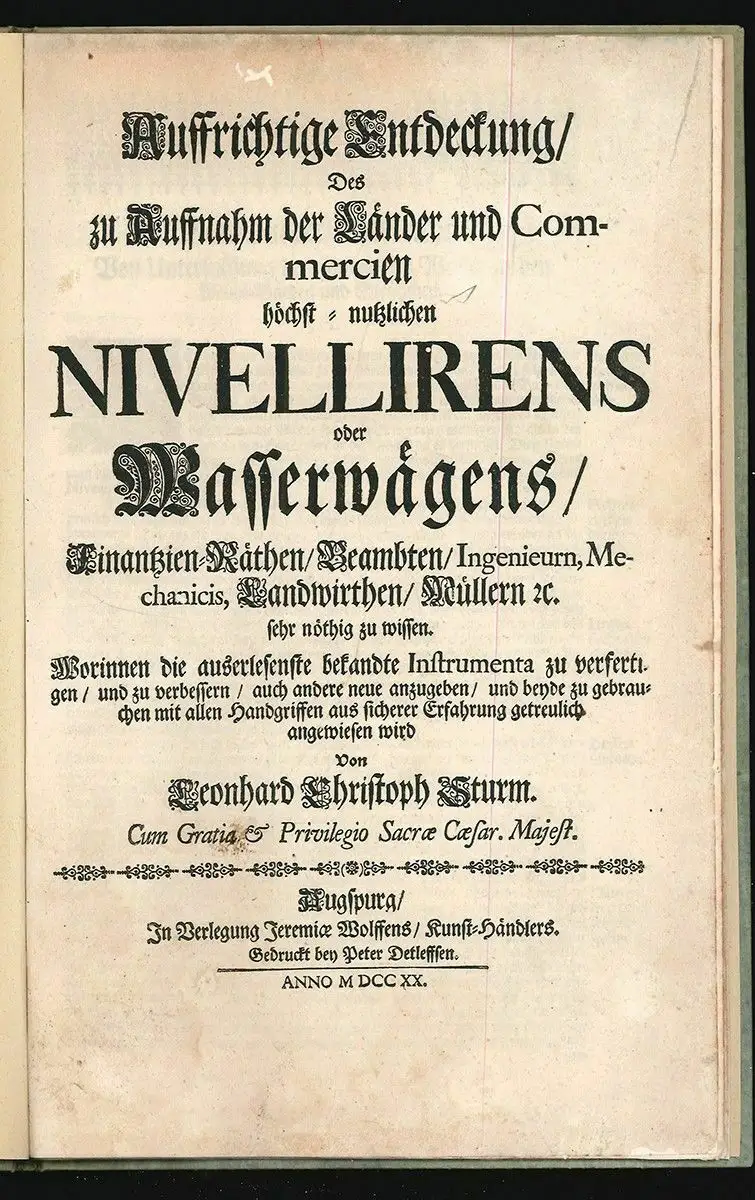 Auffrichtige Entdeckung/
Des
zu Auffnahm der Länder und Com-
mercien
höchst = nutzlichen
NIVELLIRENS
oder
Wasserwågens/
Finantzien=Räthen/ Beambten/ Ingenieurn, Me-
chanicis, Landwirthen/ Müllern ꝛc.
sehr nöthig zu wissen.
Worinnen die auserlesenste bekandte Instrumenta zu verferti-
gen / und zu verbessern / auch andere neue anzugeben / und beyde zu gebrau=
chen mit allen Handgriffen aus sicherer Erfahrung getreulich
angewiesen wird
Von
Leonhard Christoph Sturm.
Cum Gratia & Privilegio Sacræ Cæsar. Majest.
Augspurg/
In Verlegung Jeremiæ Wolffens/ Kunst=Händlers.
Gedruckt bey Peter Detleffsen.
ANNO M DCC XX.